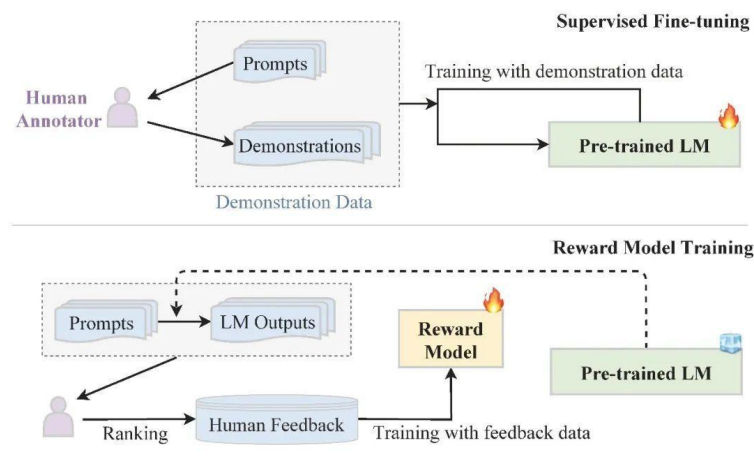 Supervised Fine-tuning
Prompts
Training with demonstration data
Human
Annotator
Demonstrations
Pre-trained LM
Demonstration Data
Reward Model Training
Prompts
LM Outputs
Reward
Model
Pre-trained LM
Ranking
Human Feedback
Training with feedback data